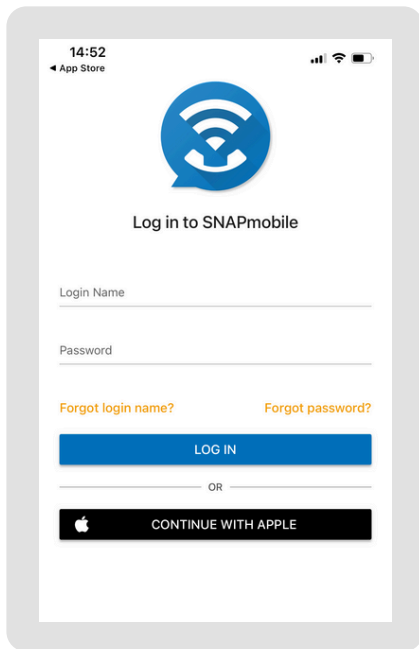 14:52
◀ App Store
Log in to SNAPmobile
Login Name
Password
Forgot login name? Forgot password?
LOG IN
OR
CONTINUE WITH APPLE